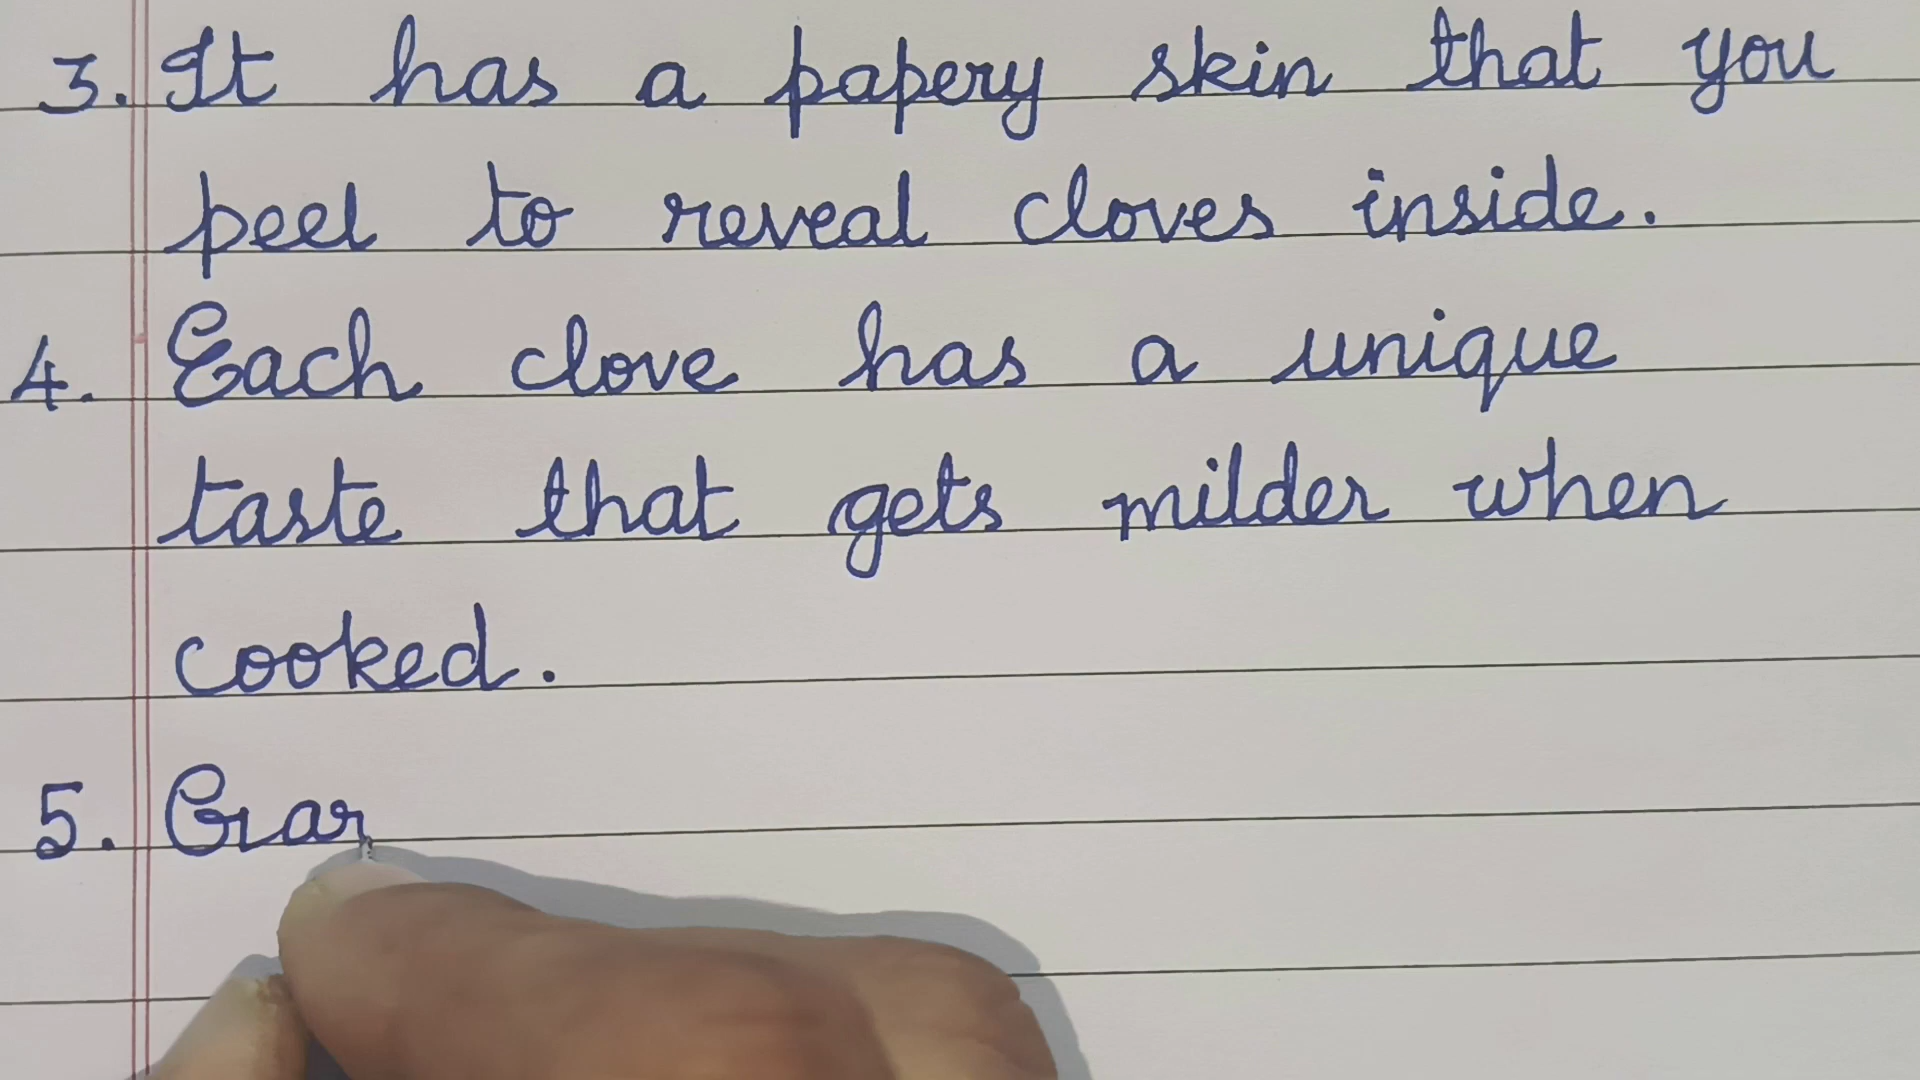 3. It has a papery skin that you
peel to reveal cloves inside.
4. Each clove has a unique
taste that gets milder when
cooked.
5. Gar